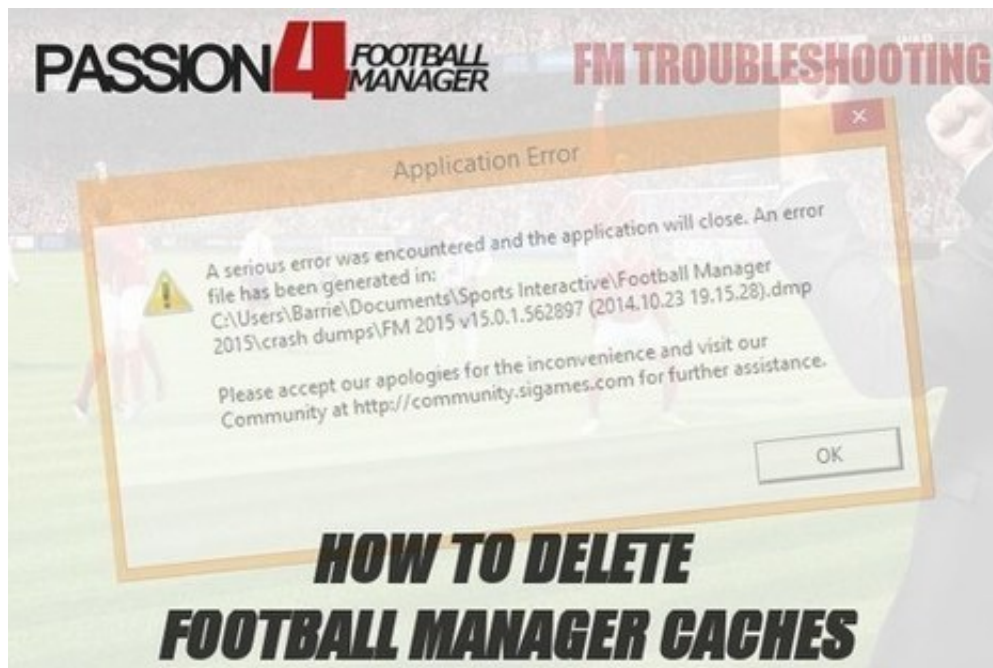 PASSION 4 FOOTBALL
MANAGER
FM TROUBLESHOOTING
Application Error
A serious error was encountered and the application will close. An error
file has been generated in:
C:\Users\Barrie\Documents\Sports Interactive\Football Manager
2015\crash dumps\FM 2015 v15.0.1.562897 (2014.10.23 19.15.28).dmp
Please accept our apologies for the inconvenience and visit our
Community at http://community.sigames.com for further assistance.
OK
HOW TO DELETE
FOOTBALL MANAGER CACHES